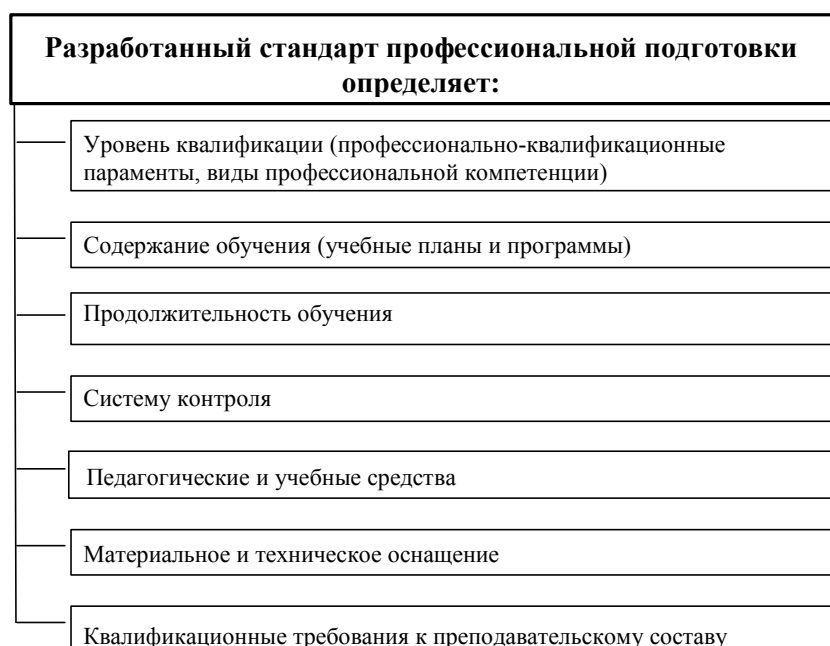 Разработанный стандарт профессиональной подготовки
определяет:
Уровень квалификации (профессионально-квалификационные
парамeнты, виды профессиональной компетенции)
Содержание обучения (учебные планы и программы)
Продолжительность обучения
Систему контроля
Педагогические и учебные средства
Материальное и техническое оснащение
Квалификационные требования к преподавательскому составу